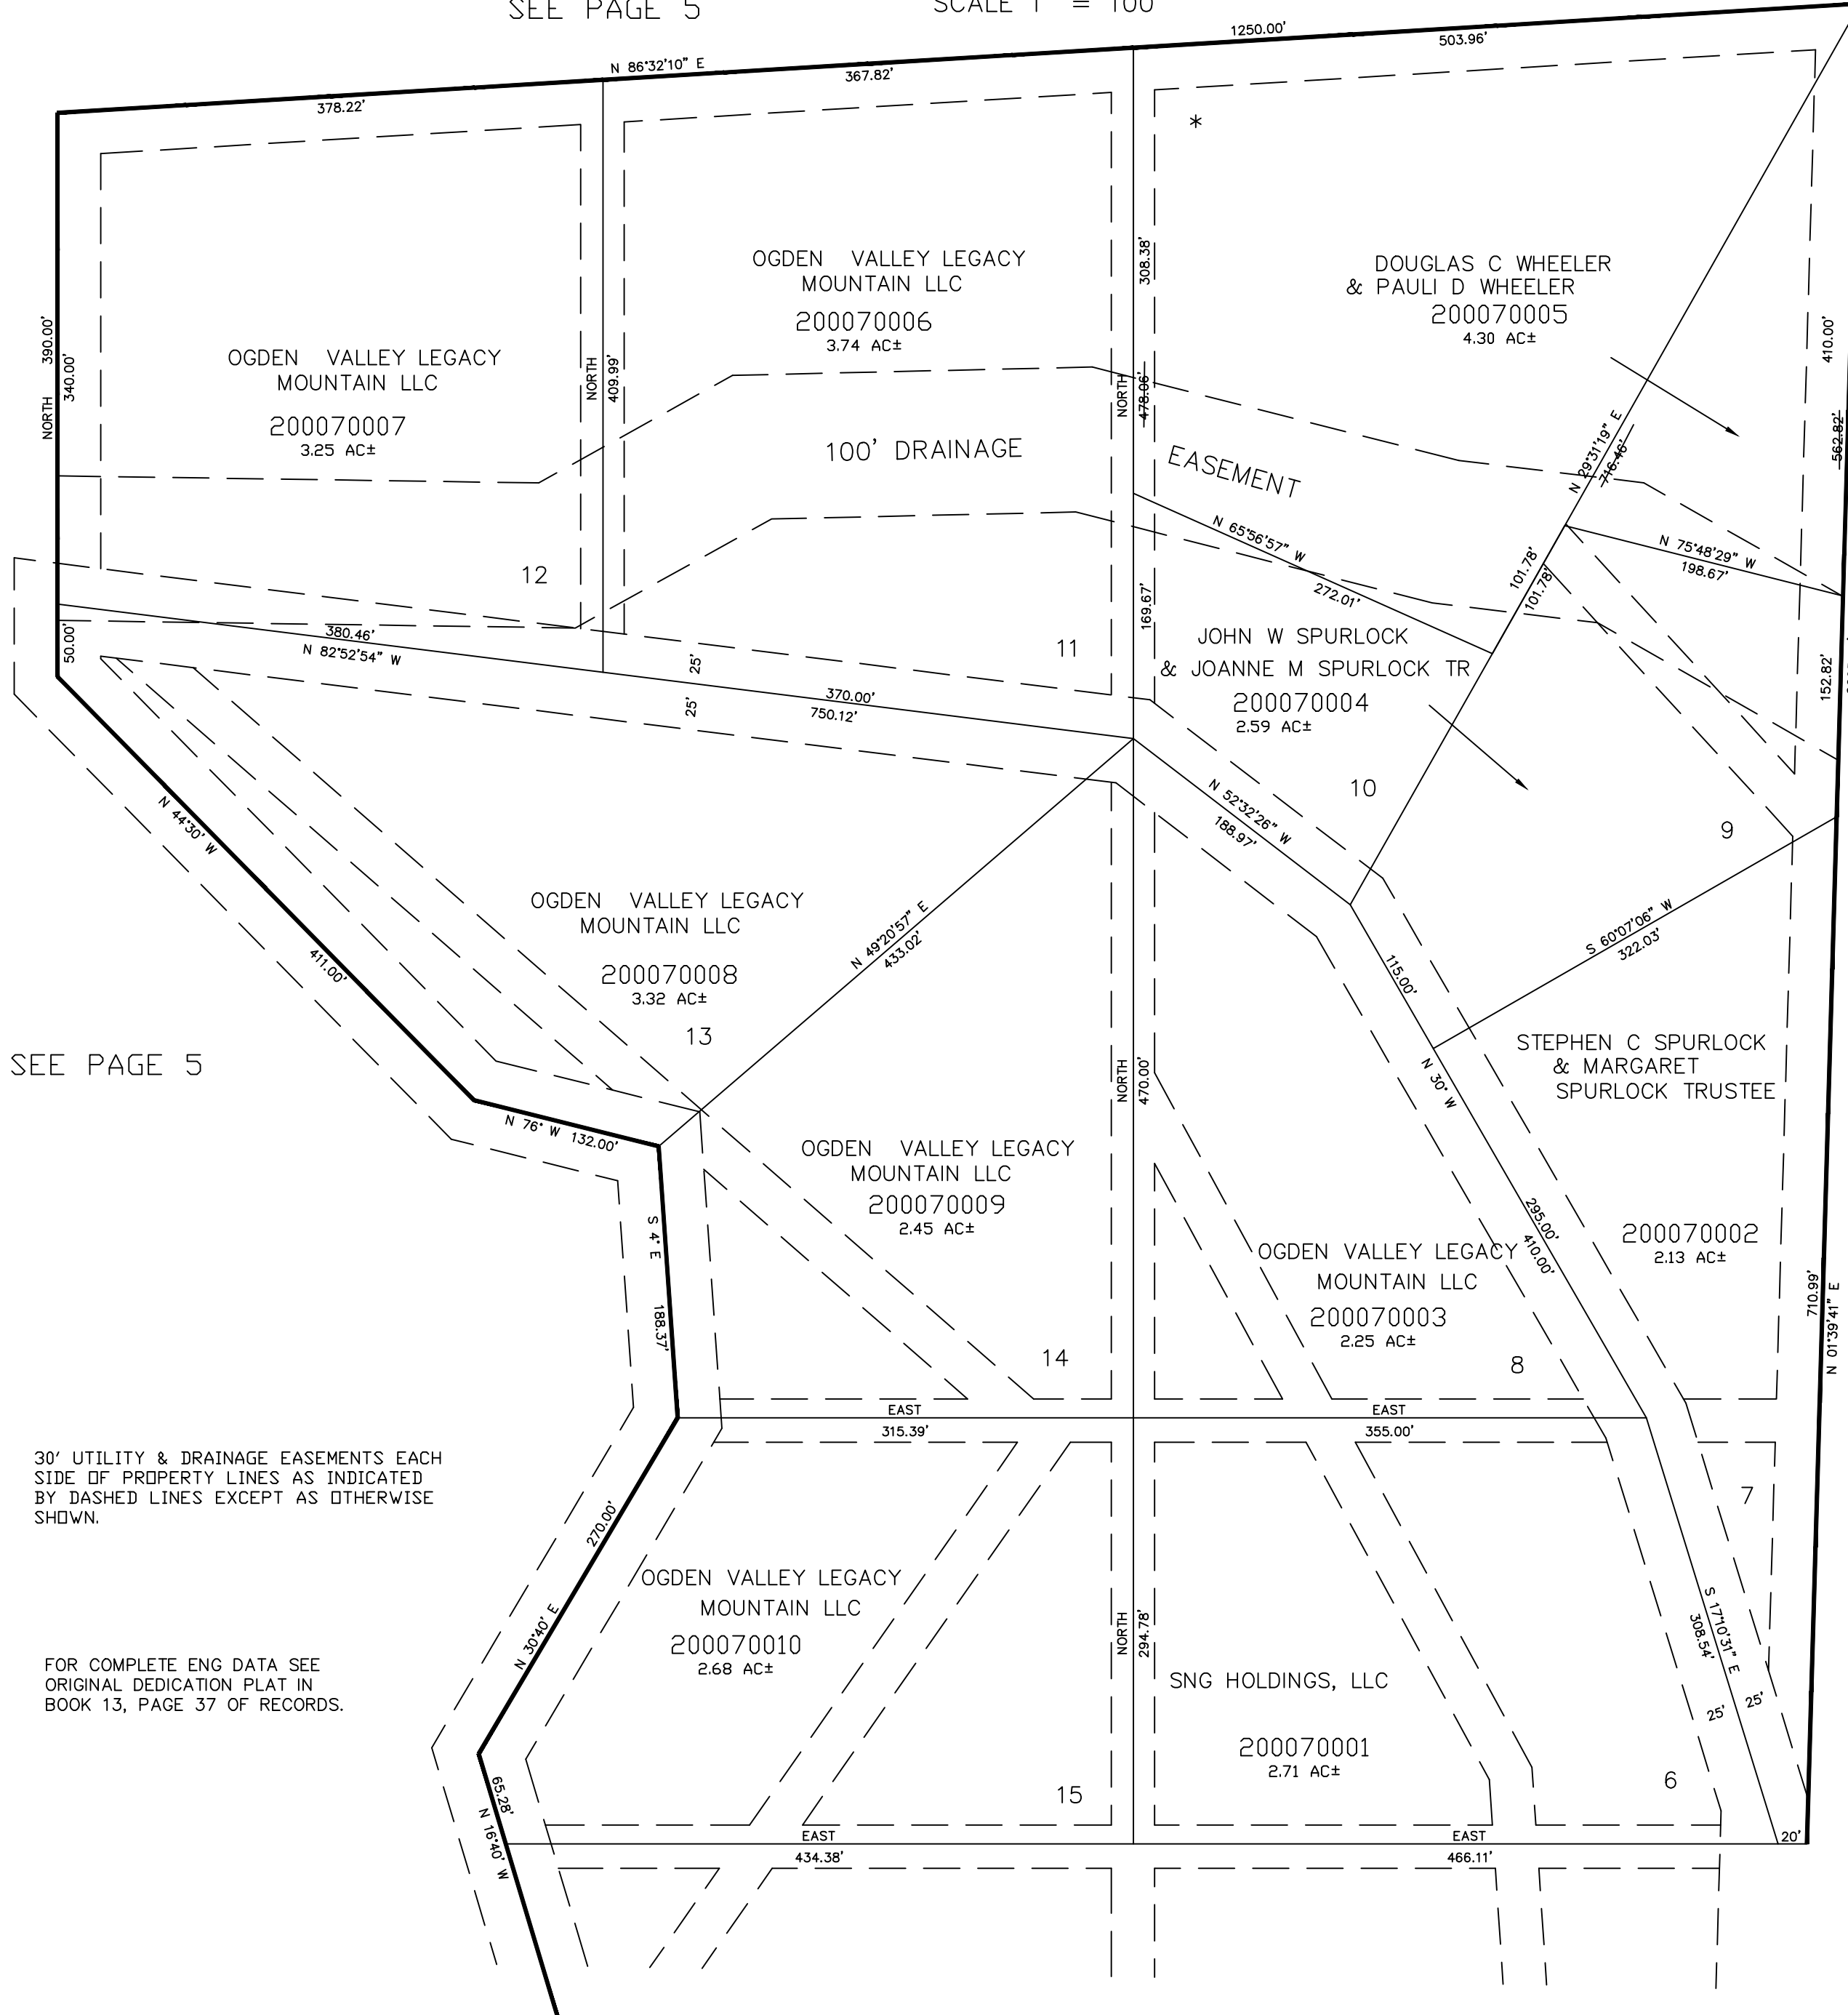 SEE PAGE 5
SCALE 1" = 100'
1250.00'
503.96'
N 86°32'10" E
367.82'
378.22'
*
NORTH 390.00'
340.00'
50.00'
OGDEN VALLEY LEGACY
MOUNTAIN LLC
200070007
3.25 AC±
12
NORTH
409.99'
OGDEN VALLEY LEGACY
MOUNTAIN LLC
200070006
3.74 AC±
11
308.38'
NORTH
478.06'
169.67'
DOUGLAS C WHEELER
& PAULI D WHEELER
200070005
4.30 AC±
410.00'
562.82'
152.82'
N 29°31'19" E
716.46'
100' DRAINAGE
EASEMENT
N 65°56'57" W
272.01'
101.78'
101.78'
N 75°48'29" W
198.67'
JOHN W SPURLOCK
& JOANNE M SPURLOCK TR
200070004
2.59 AC±
10
9
380.46'
N 82°52'54" W
25'
25'
370.00'
750.12'
N 52°32'26" W
188.97'
N 44°30' W
411.00'
OGDEN VALLEY LEGACY
MOUNTAIN LLC
200070008
3.32 AC±
13
N 49°20'57" E
433.02'
115.00'
S 60°07'06" W
322.03'
SEE PAGE 5
N 30° W
STEPHEN C SPURLOCK
& MARGARET
SPURLOCK TRUSTEE
200070002
2.13 AC±
NORTH
470.00'
N 76° W 132.00'
OGDEN VALLEY LEGACY
MOUNTAIN LLC
200070009
2.45 AC±
14
S 4° E
188.37'
295.00'
410.00'
OGDEN VALLEY LEGACY
MOUNTAIN LLC
200070003
2.25 AC±
8
710.99'
N 01°39'41" E
EAST
315.39'
EAST
355.00'
30' UTILITY & DRAINAGE EASEMENTS EACH
SIDE OF PROPERTY LINES AS INDICATED
BY DASHED LINES EXCEPT AS OTHERWISE
SHOWN.
7
270.00'
N 30°40' E
OGDEN VALLEY LEGACY
MOUNTAIN LLC
200070010
2.68 AC±
15
NORTH
294.78'
SNG HOLDINGS, LLC
200070001
2.71 AC±
6
S 17°10'31" E
308.54'
25'
25'
FOR COMPLETE ENG DATA SEE
ORIGINAL DEDICATION PLAT IN
BOOK 13, PAGE 37 OF RECORDS.
65.28'
N 16°40' W
EAST
434.38'
EAST
466.11'
20'